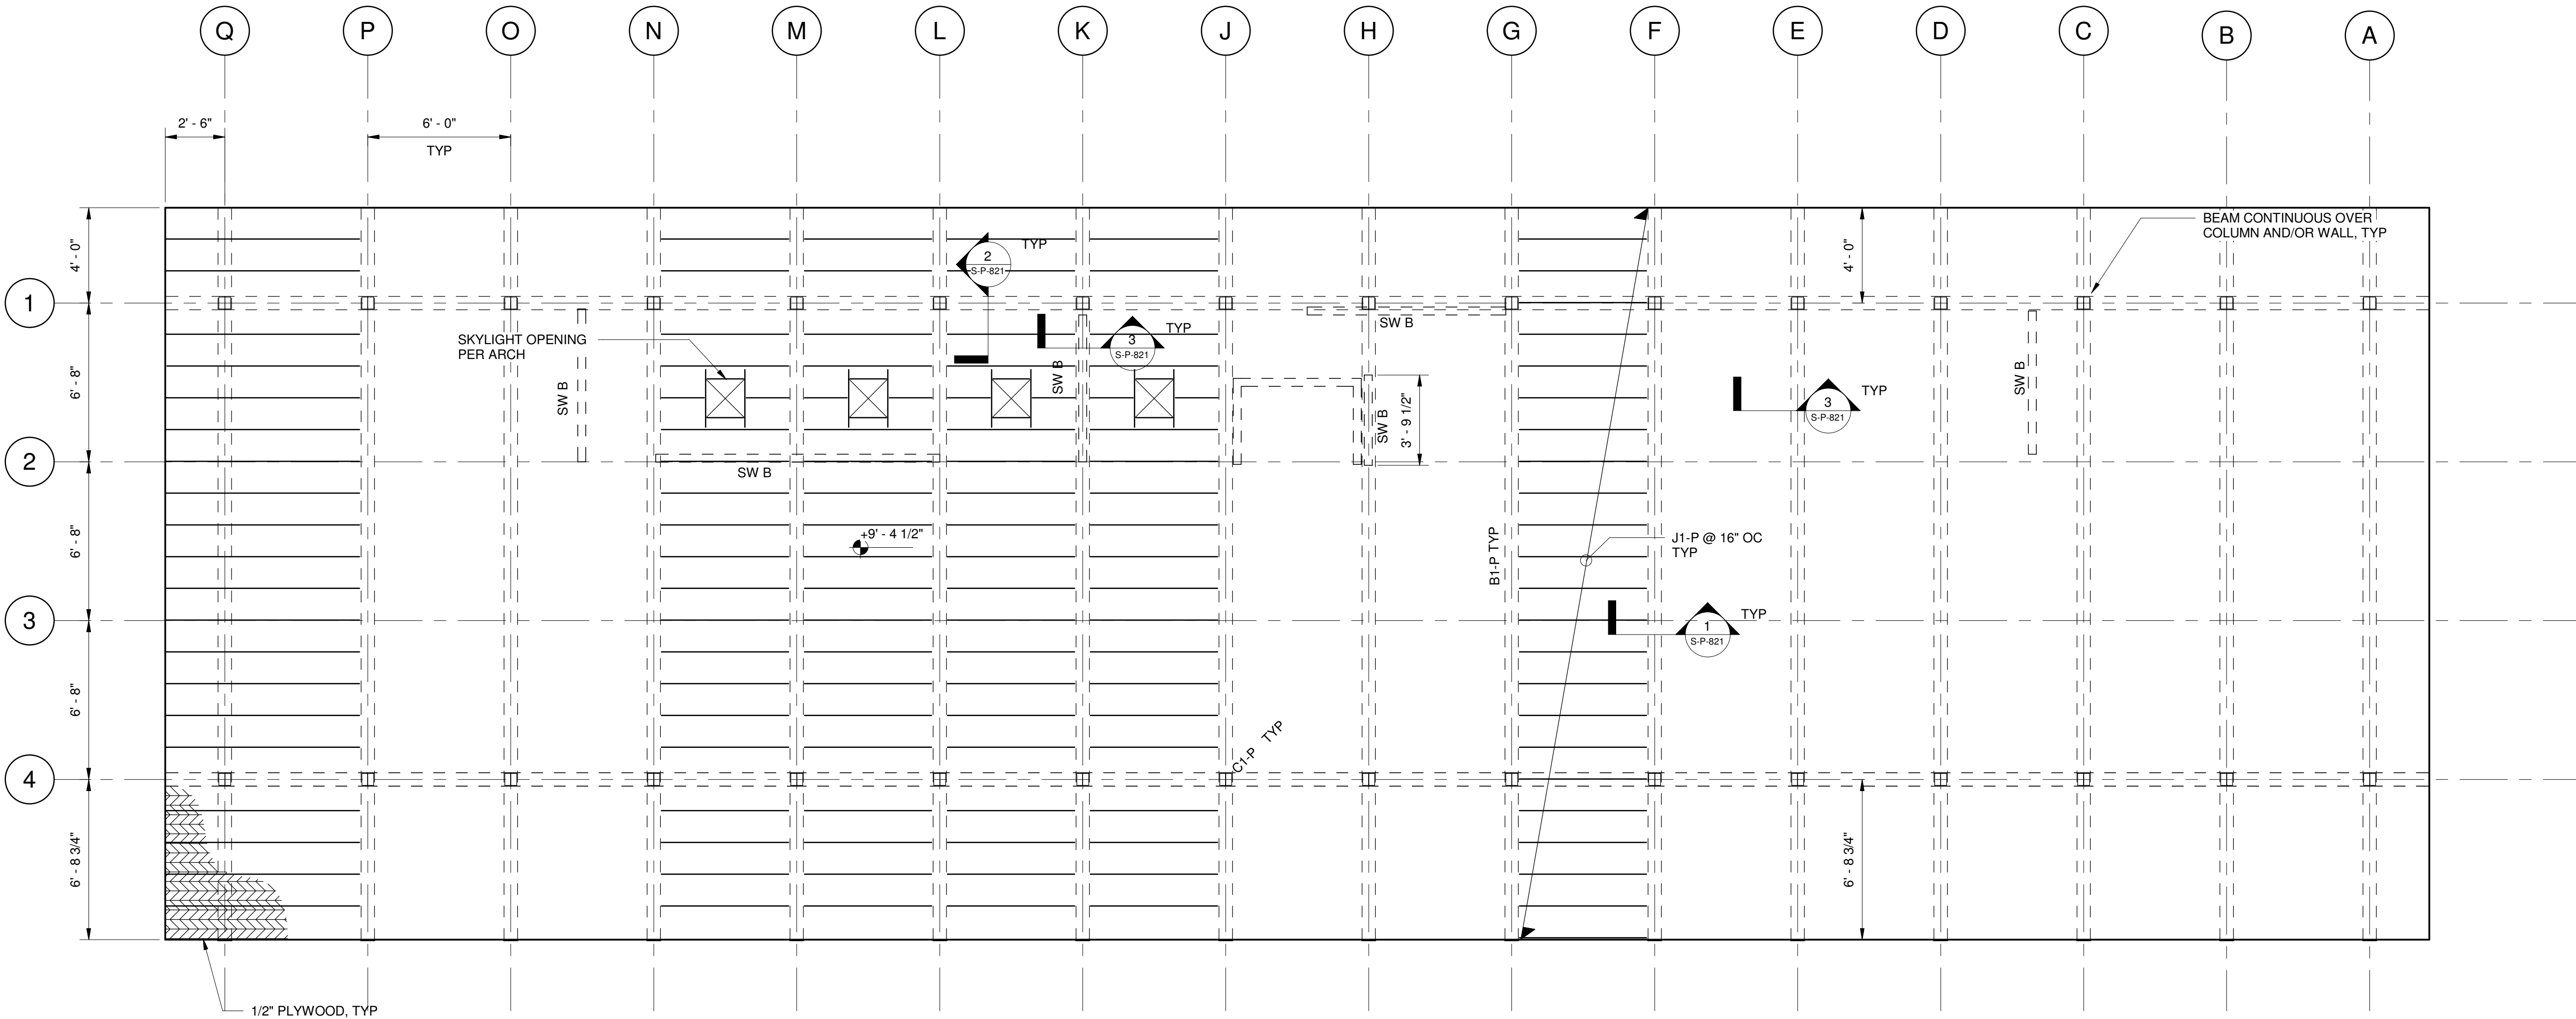 Q P O N M L K J H G F E D C B A
2' - 6"
6' - 0"
TYP
4' - 0"
1
6' - 8"
2
6' - 8"
3
6' - 8"
4
6' - 8 3/4"
SKYLIGHT OPENING
PER ARCH
SW B
SW B
2
S-P-821
TYP
SW B
3
S-P-821
TYP
SW B
SW B
3' - 9 1/2"
+9' - 4 1/2"
B1-P TYP
J1-P @ 16" OC
TYP
1
S-P-821
TYP
C1-P TYP
4' - 0"
3
S-P-821
TYP
SW B
BEAM CONTINUOUS OVER
COLUMN AND/OR WALL, TYP
6' - 8 3/4"
1/2" PLYWOOD, TYP